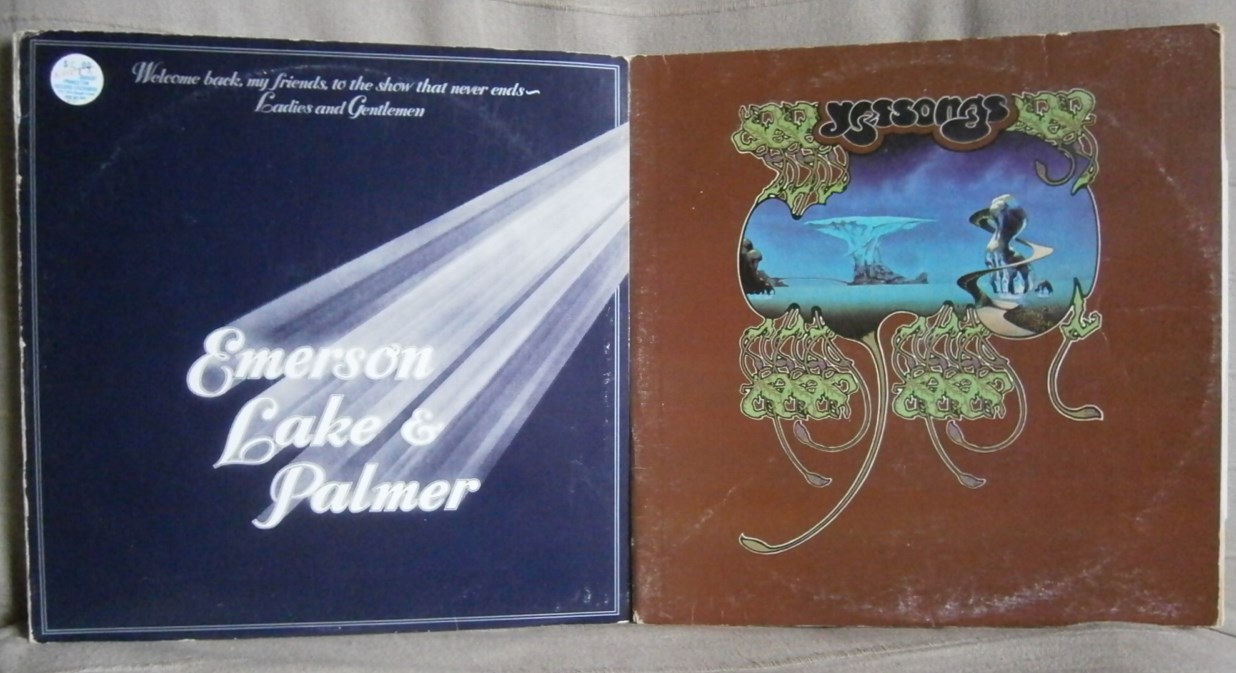 Welcome back, my friends, to the show that never ends~
Ladies and Gentlemen
Emerson
Lake &
Palmer
yessongs